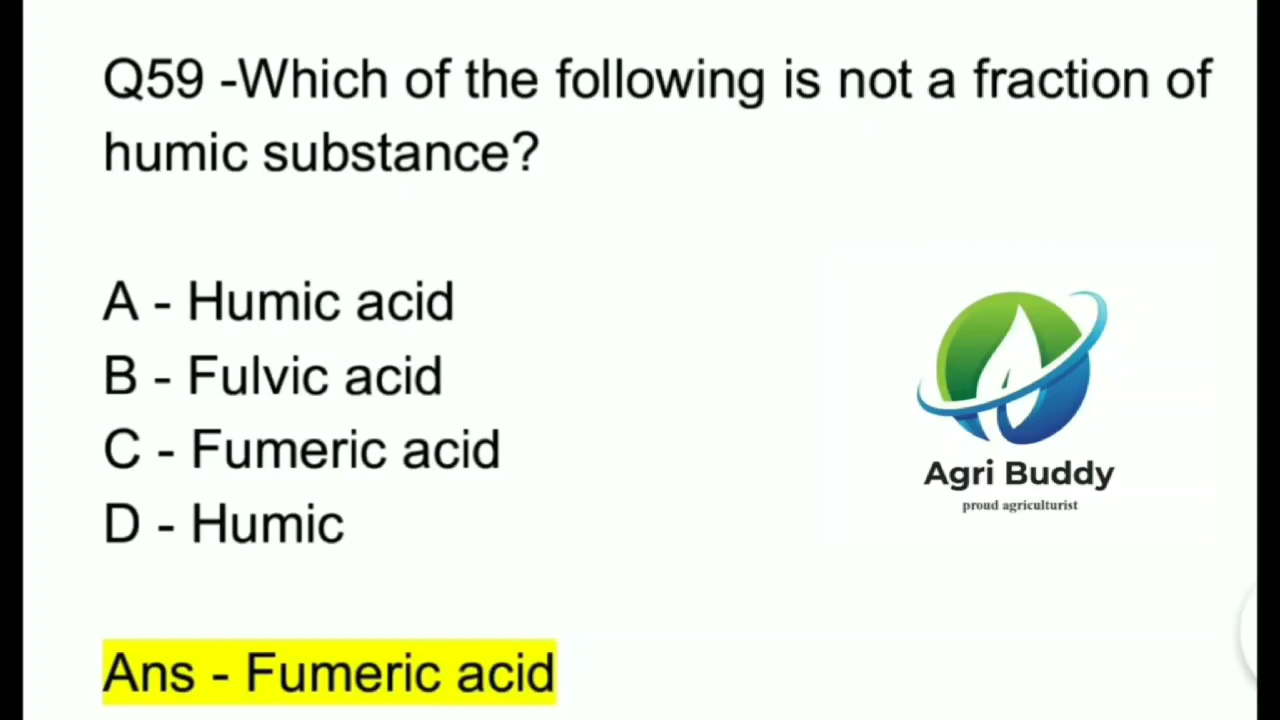 Q59 -Which of the following is not a fraction of
humic substance?
A - Humic acid
B - Fulvic acid
C - Fumeric acid
D - Humic
Agri Buddy
proud agriculturist
Ans - Fumeric acid